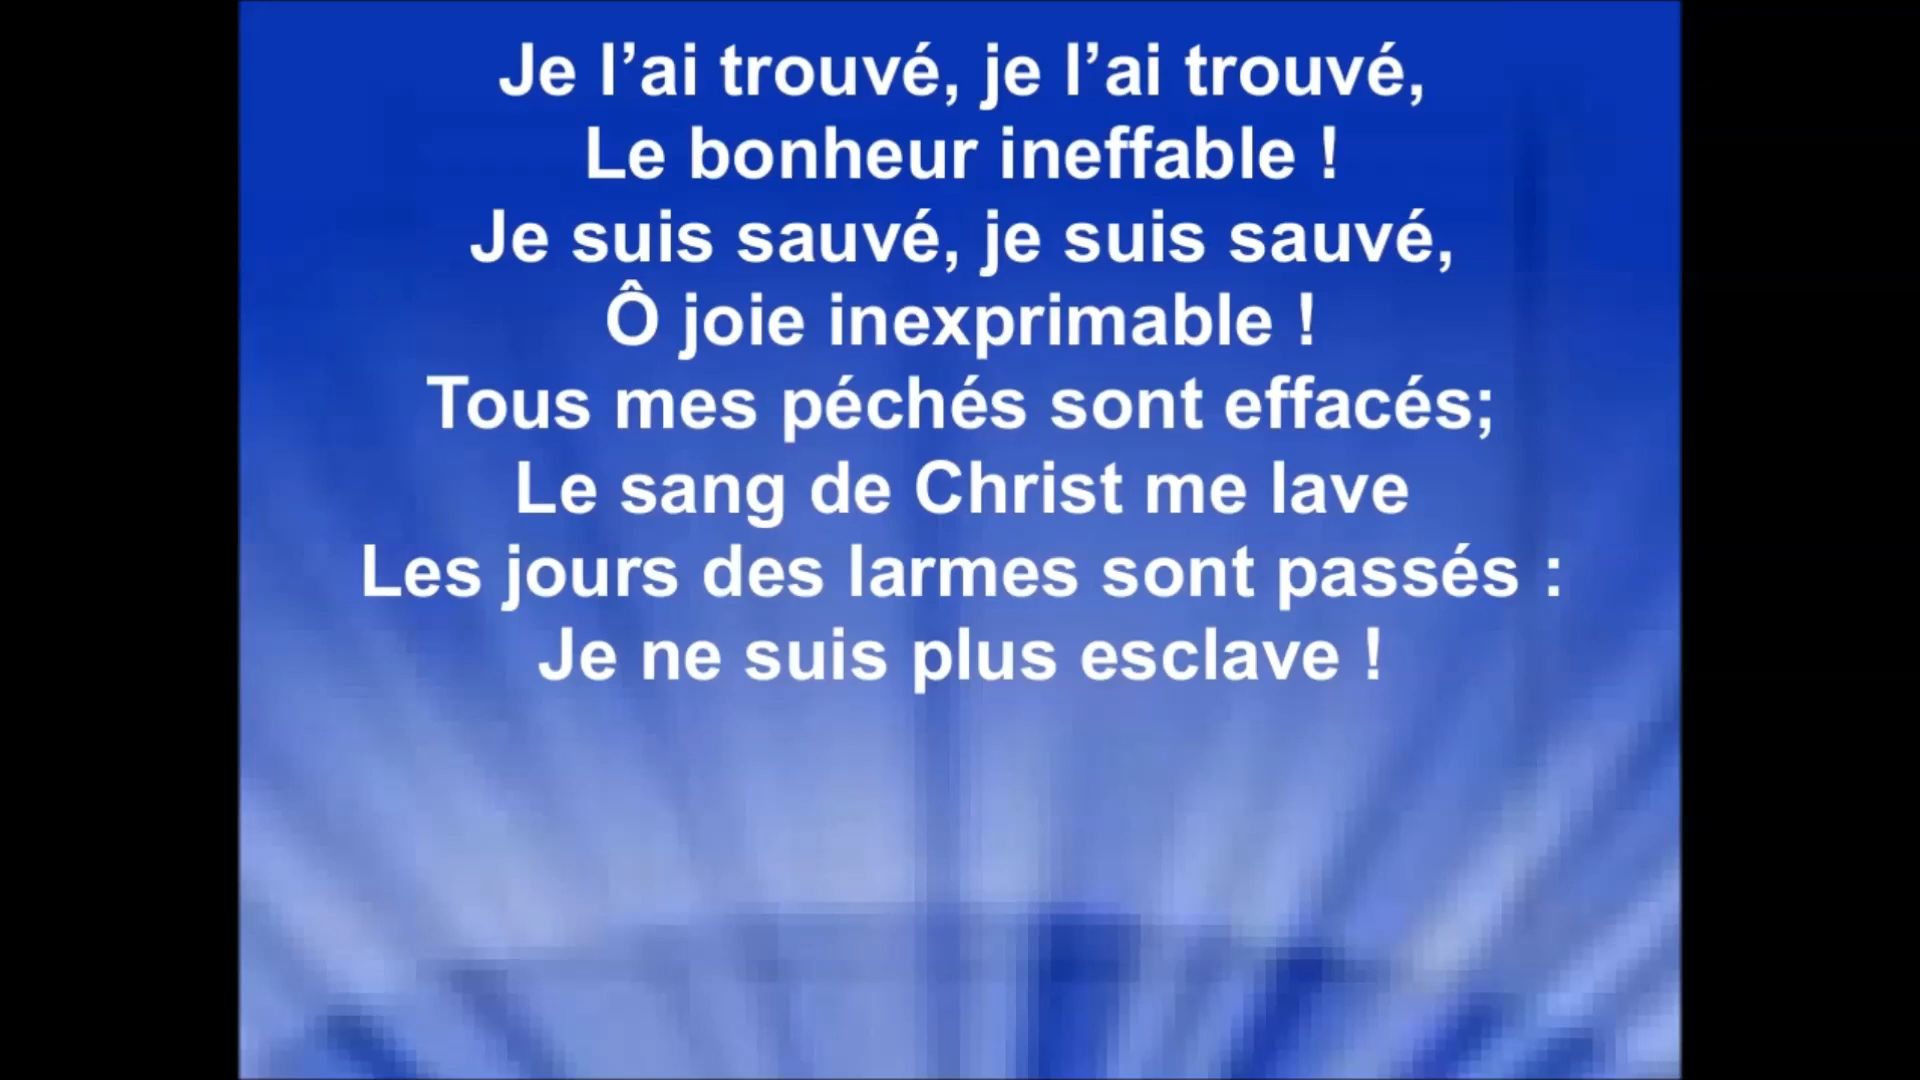 Je l’ai trouvé, je l’ai trouvé,
Le bonheur ineffable !
Je suis sauvé, je suis sauvé,
Ô joie inexprimable !
Tous mes péchés sont effacés;
Le sang de Christ me lave
Les jours des larmes sont passés :
Je ne suis plus esclave !